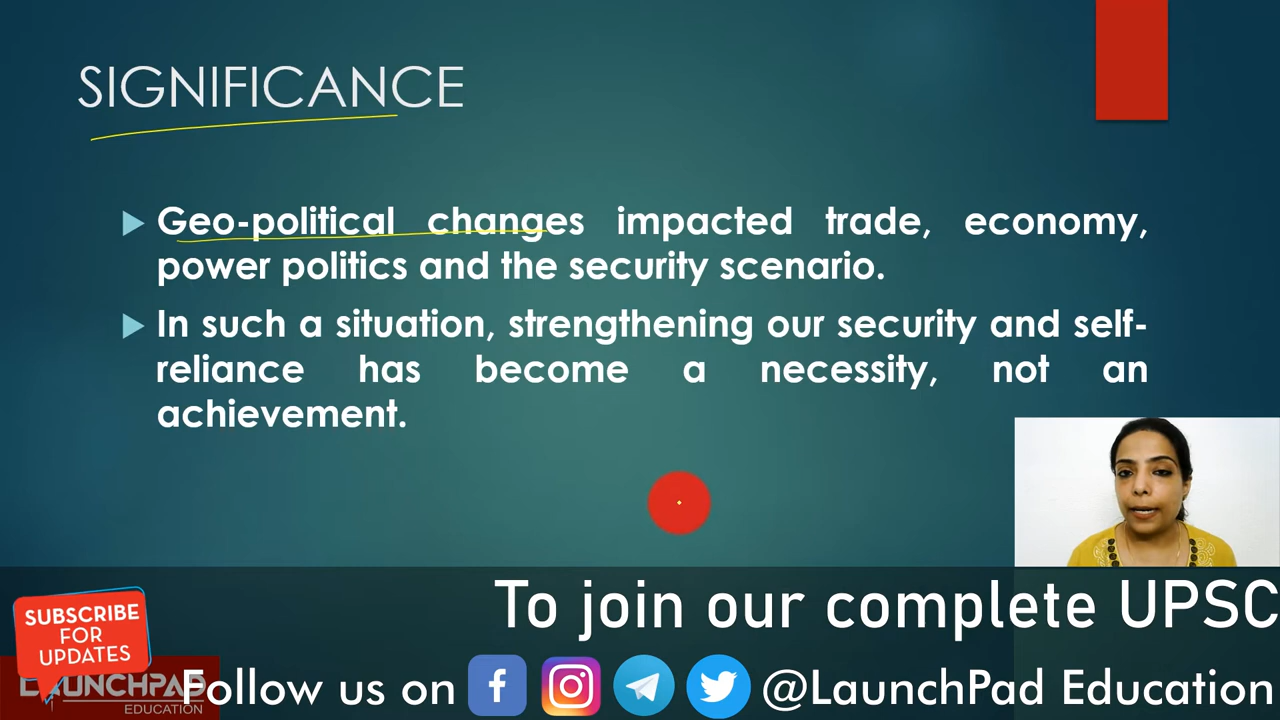 SIGNIFICANCE
Geo-political changes impacted trade, economy,
power politics and the security scenario.
In such a situation, strengthening our security and self-
reliance has become a necessity, not an
achievement.
To join our complete UPSC
SUBSCRIBE
FOR
UPDATES
LAUNCHPAD
EDUCATION
Follow us on @LaunchPad Education